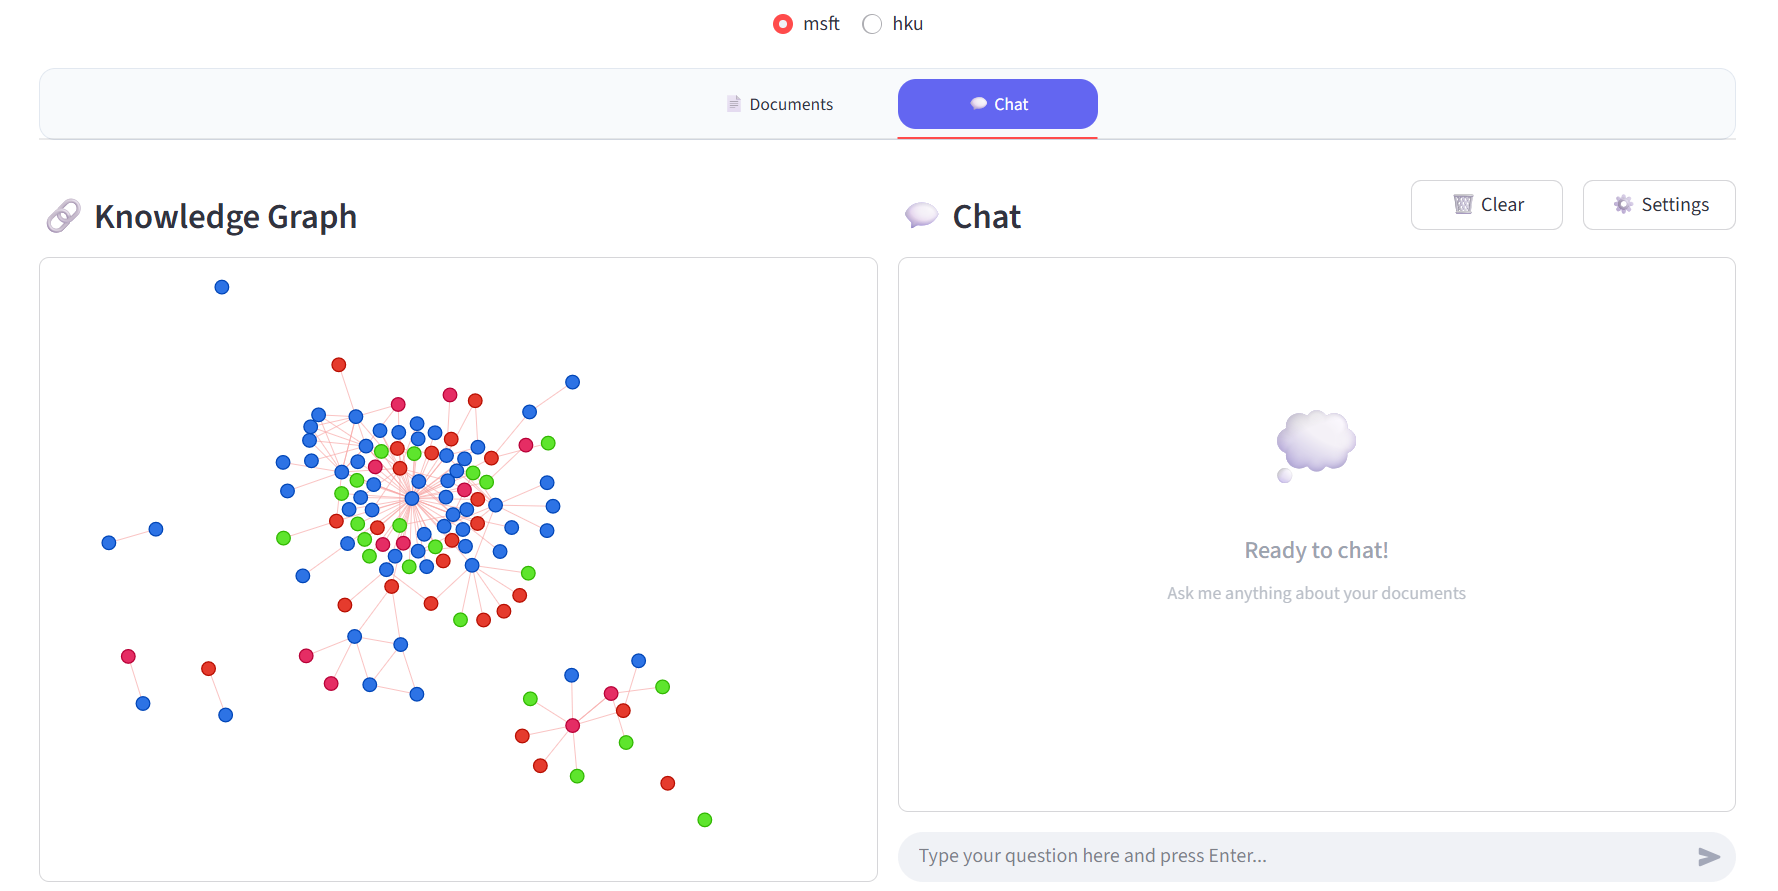 msft hku
Documents Chat
Knowledge Graph
Chat
Clear Settings
Ready to chat!
Ask me anything about your documents
Type your question here and press Enter...